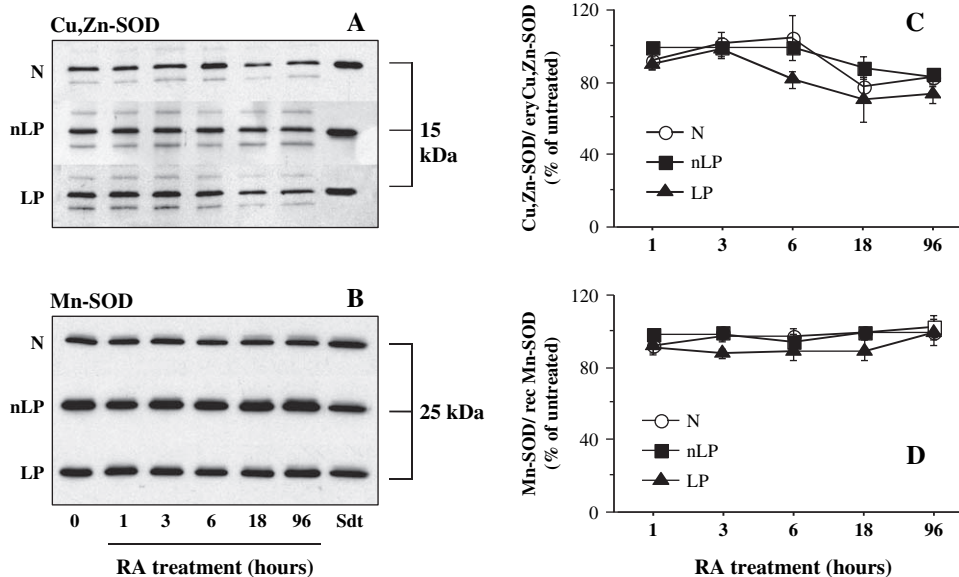 Cu,Zn-SOD
A
N
nLP
LP
15
kDa
Mn-SOD
B
N
nLP
LP
25 kDa
0 1 3 6 18 96 Sdt
RA treatment (hours)
C
Cu,Zn-SOD/ eryCu,Zn-SOD
(% of untreated)
120
80
40
0
N
nLP
LP
1 3 6 18 96
D
Mn-SOD/ rec Mn-SOD
(% of untreated)
120
80
40
0
N
nLP
LP
1 3 6 18 96
RA treatment (hours)